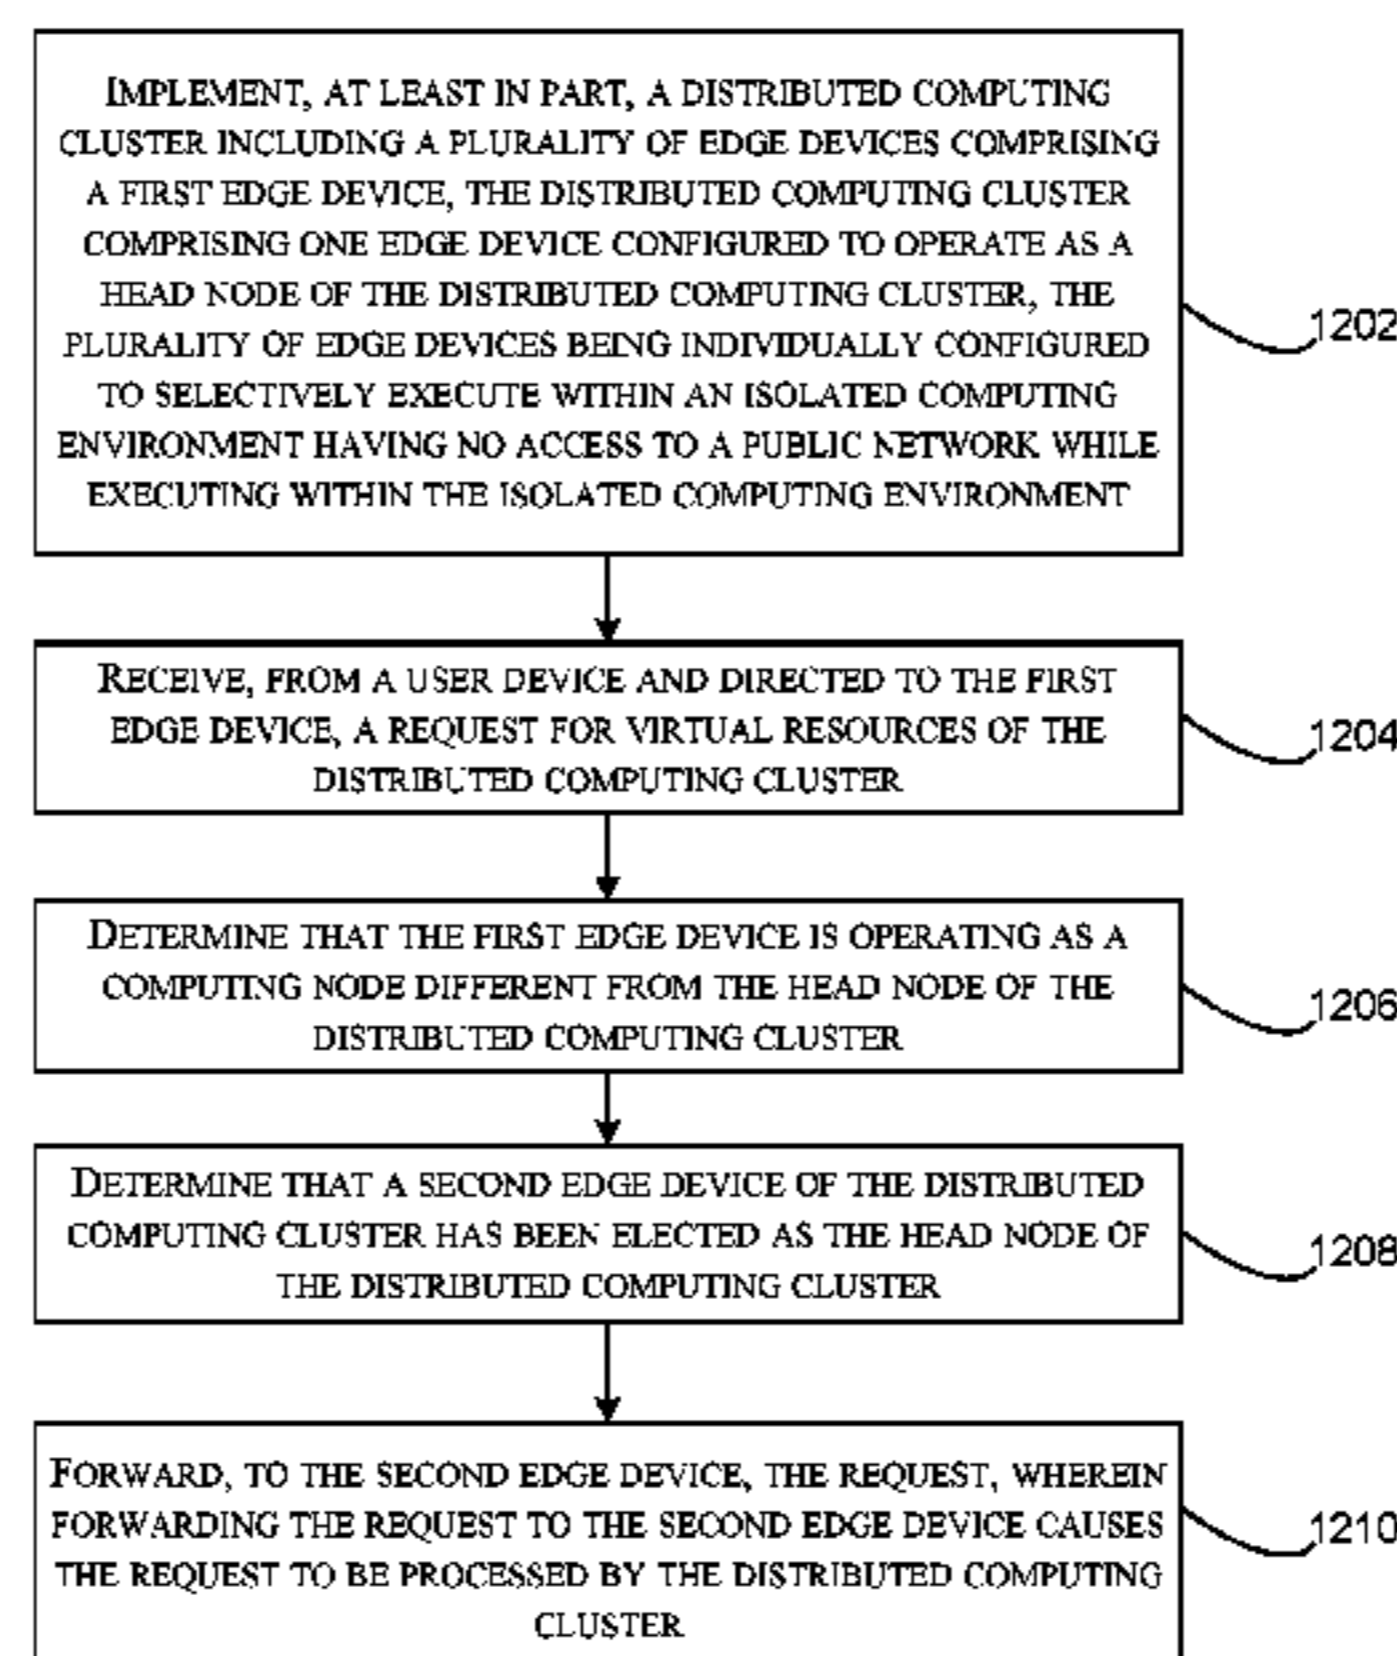 IMPLEMENT, AT LEAST IN PART, A DISTRIBUTED COMPUTING
CLUSTER INCLUDING A PLURALITY OF EDGE DEVICES COMPRISING
A FIRST EDGE DEVICE, THE DISTRIBUTED COMPUTING CLUSTER
COMPRISING ONE EDGE DEVICE CONFIGURED TO OPERATE AS A
HEAD NODE OF THE DISTRIBUTED COMPUTING CLUSTER, THE
PLURALITY OF EDGE DEVICES BEING INDIVIDUALLY CONFIGURED
TO SELECTIVELY EXECUTE WITHIN AN ISOLATED COMPUTING
ENVIRONMENT HAVING NO ACCESS TO A PUBLIC NETWORK WHILE
EXECUTING WITHIN THE ISOLATED COMPUTING ENVIRONMENT
1202
RECEIVE, FROM A USER DEVICE AND DIRECTED TO THE FIRST
EDGE DEVICE, A REQUEST FOR VIRTUAL RESOURCES OF THE
DISTRIBUTED COMPUTING CLUSTER
1204
DETERMINE THAT THE FIRST EDGE DEVICE IS OPERATING AS A
COMPUTING NODE DIFFERENT FROM THE HEAD NODE OF THE
DISTRIBUTED COMPUTING CLUSTER
1206
DETERMINE THAT A SECOND EDGE DEVICE OF THE DISTRIBUTED
COMPUTING CLUSTER HAS BEEN ELECTED AS THE HEAD NODE OF
THE DISTRIBUTED COMPUTING CLUSTER
1208
FORWARD, TO THE SECOND EDGE DEVICE, THE REQUEST, WHEREIN
FORWARDING THE REQUEST TO THE SECOND EDGE DEVICE CAUSES
THE REQUEST TO BE PROCESSED BY THE DISTRIBUTED COMPUTING
CLUSTER
1210